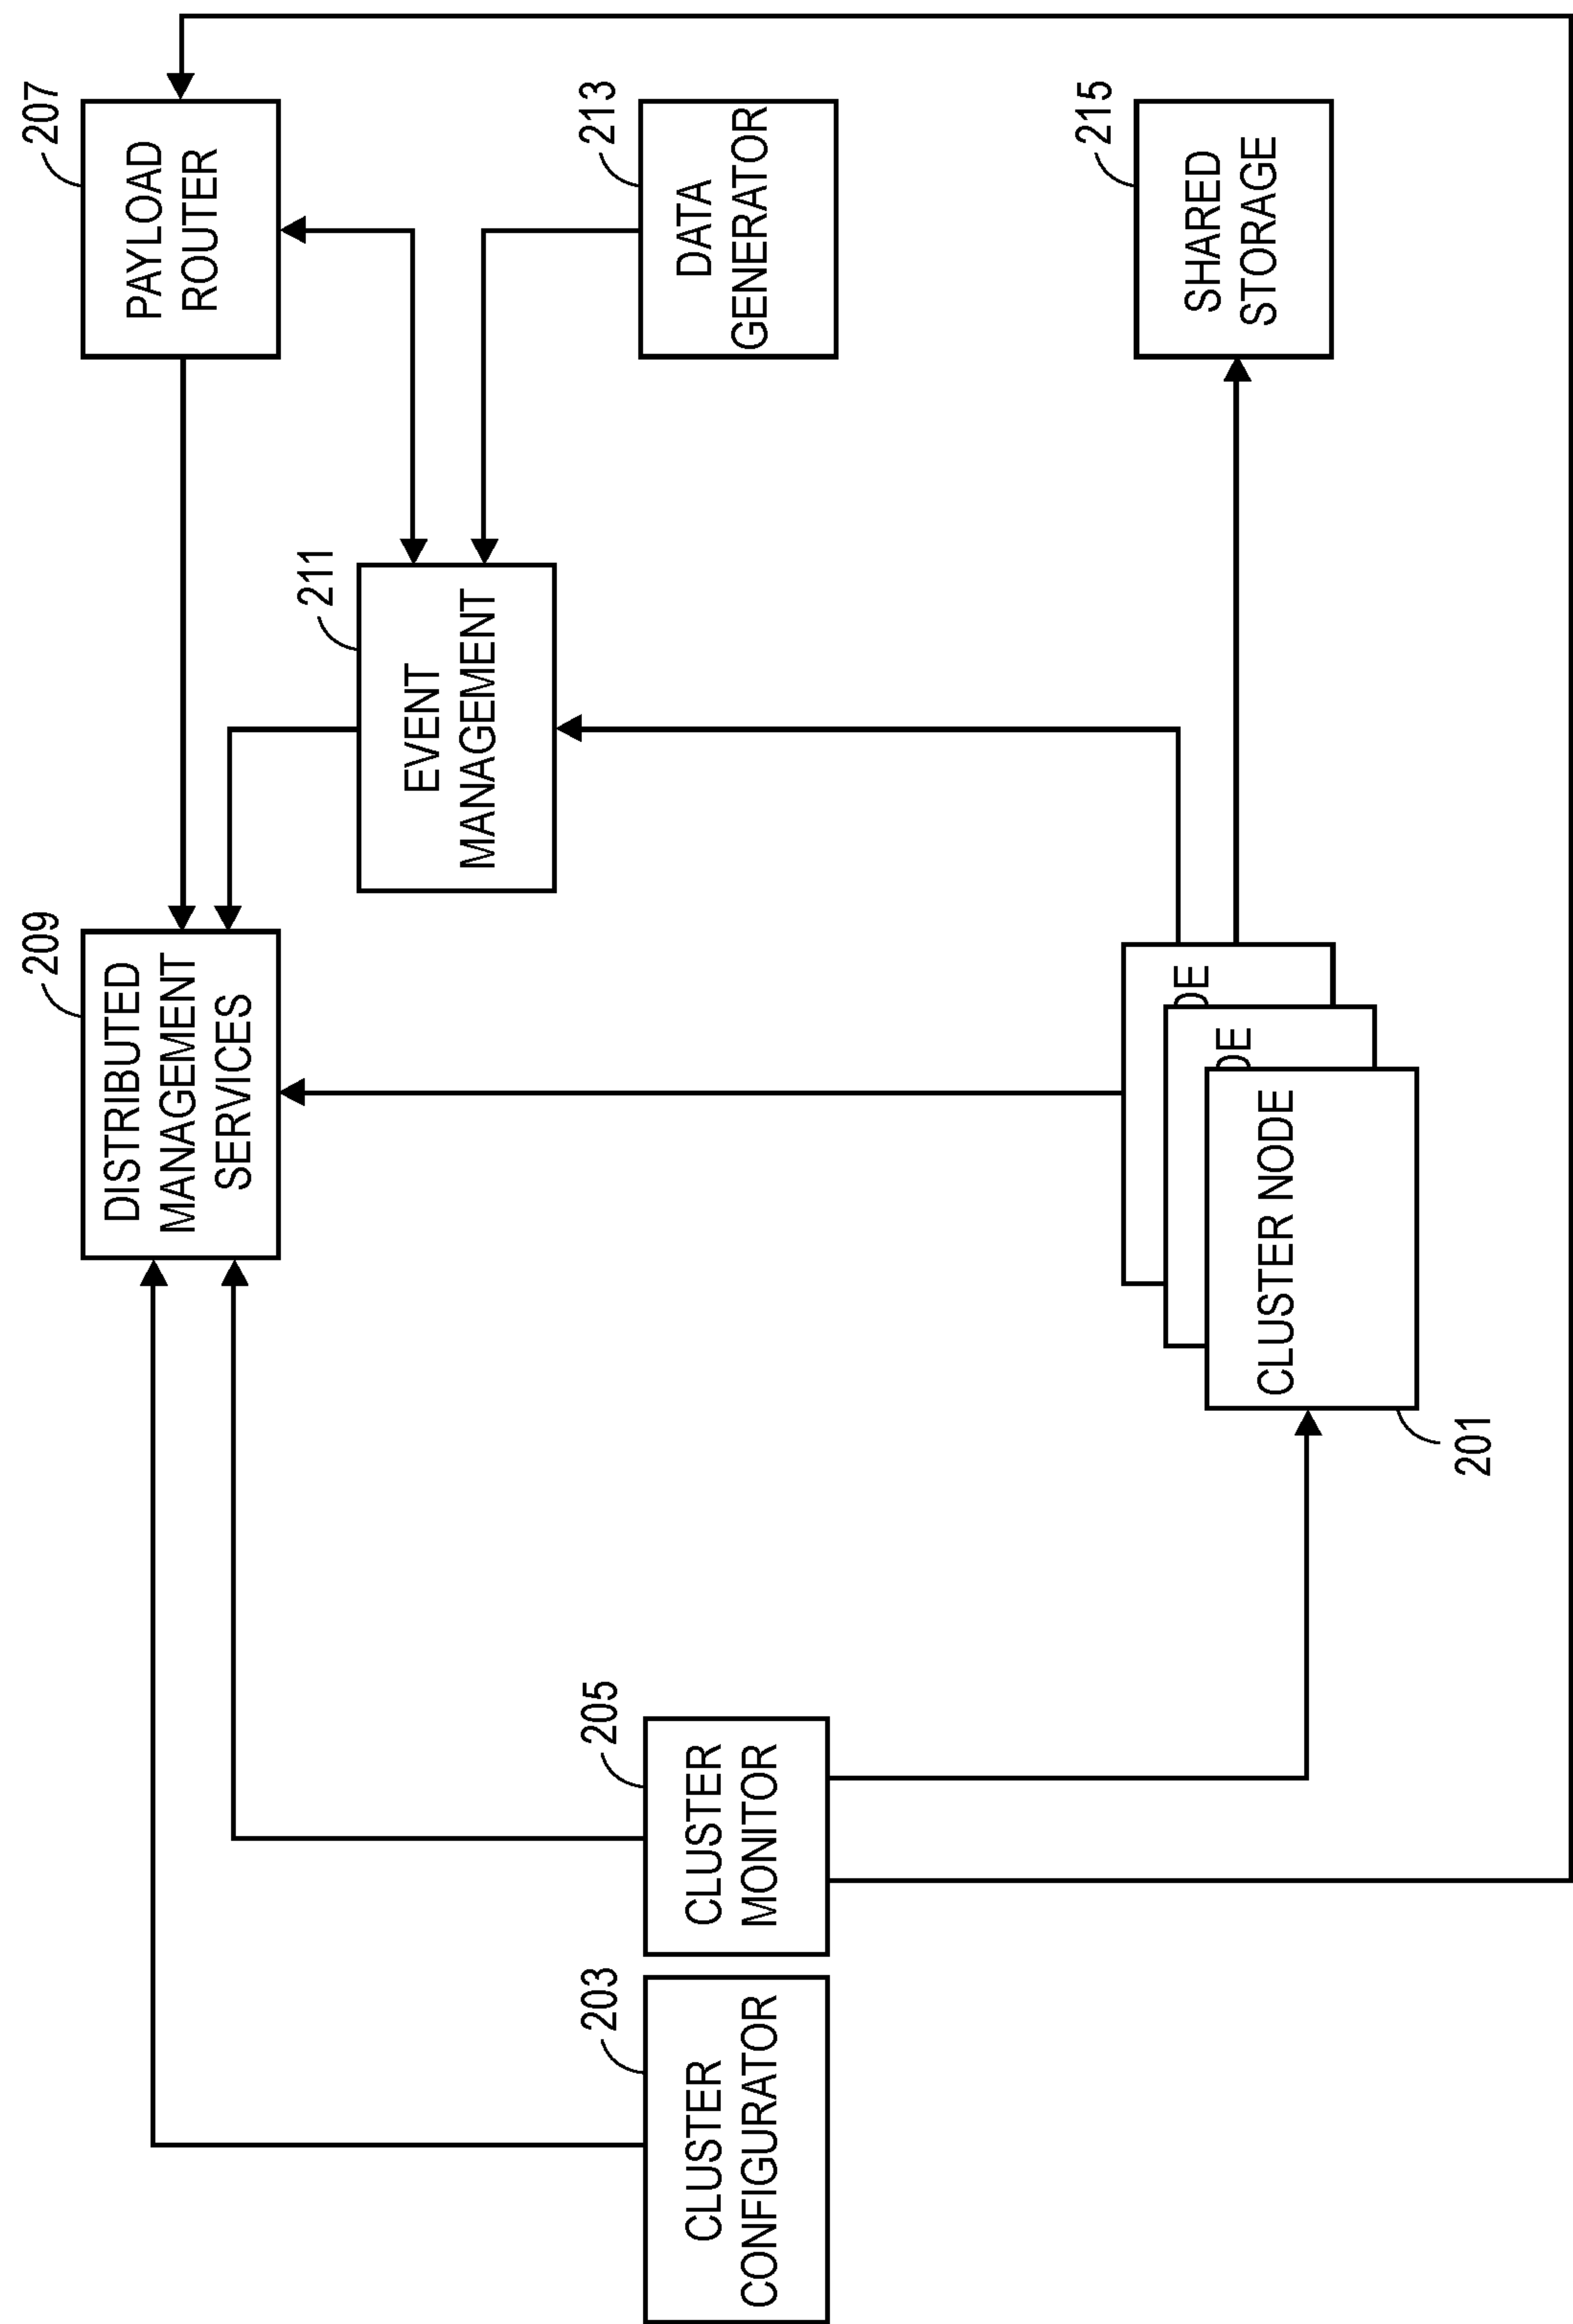 209
DISTRIBUTED
MANAGEMENT
SERVICES
207
PAYLOAD
ROUTER
211
EVENT
MANAGEMENT
203
CLUSTER
CONFIGURATOR
205
CLUSTER
MONITOR
213
DATA
GENERATOR
DE
DE
CLUSTER NODE
201
215
SHARED
STORAGE